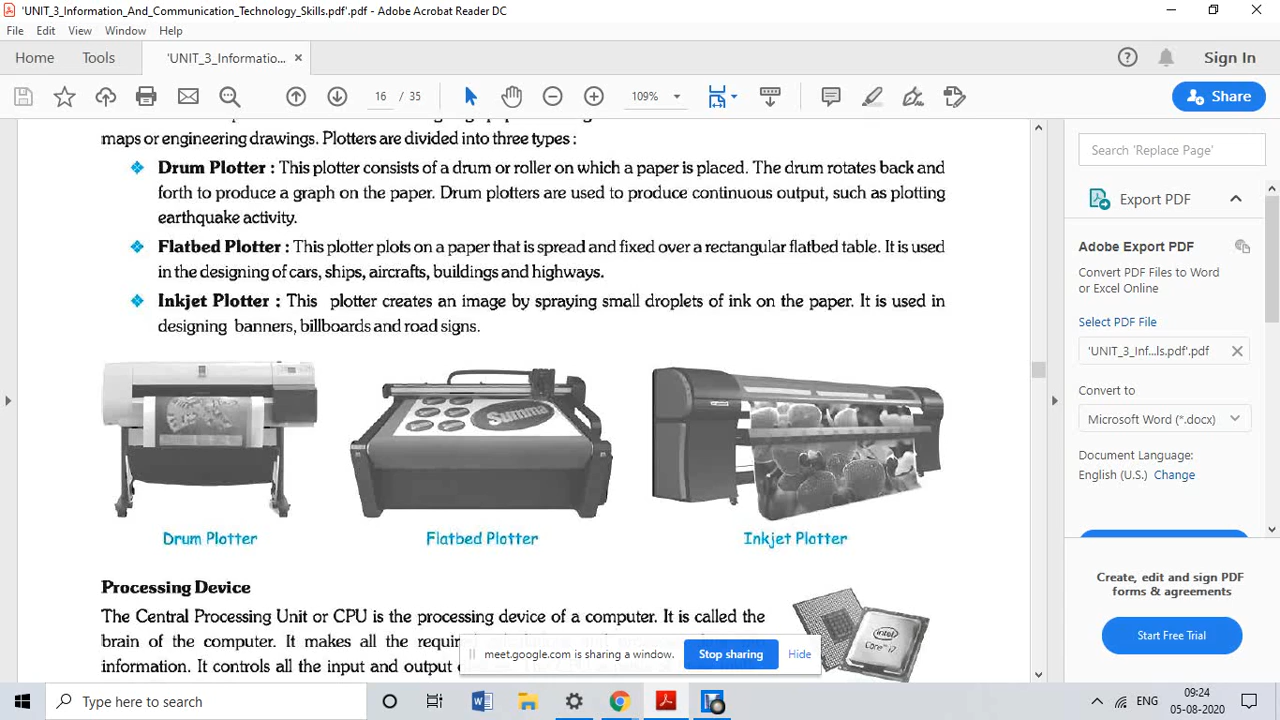 'UNIT_3_Information_And_Communication_Technology_Skills.pdf'.pdf - Adobe Acrobat Reader DC
File Edit View Window Help
Home Tools 'UNIT_3_Informatio...
16 / 35 109% Share
Sign In
maps or engineering drawings. Plotters are divided into three types :
Drum Plotter : This plotter consists of a drum or roller on which a paper is placed. The drum rotates back and
forth to produce a graph on the paper. Drum plotters are used to produce continuous output, such as plotting
earthquake activity.
Flatbed Plotter : This plotter plots on a paper that is spread and fixed over a rectangular flatbed table. It is used
in the designing of cars, ships, aircrafts, buildings and highways.
Inkjet Plotter : This plotter creates an image by spraying small droplets of ink on the paper. It is used in
designing banners, billboards and road signs.
Summa
Drum Plotter Flatbed Plotter Inkjet Plotter
Processing Device
The Central Processing Unit or CPU is the processing device of a computer. It is called the
brain of the computer. It makes all the
information. It controls all the input and output
intel
Core i7
meet.google.com is sharing a window. Stop sharing Hide
Search 'Replace Page'
Export PDF
Adobe Export PDF
Convert PDF Files to Word
or Excel Online
Select PDF File
'UNIT_3_Inf...ls.pdf'.pdf
Convert to
Microsoft Word (*.docx)
Document Language:
English (U.S.) Change
Create, edit and sign PDF
forms & agreements
Start Free Trial
Type here to search
ENG
09:24
05-08-2020